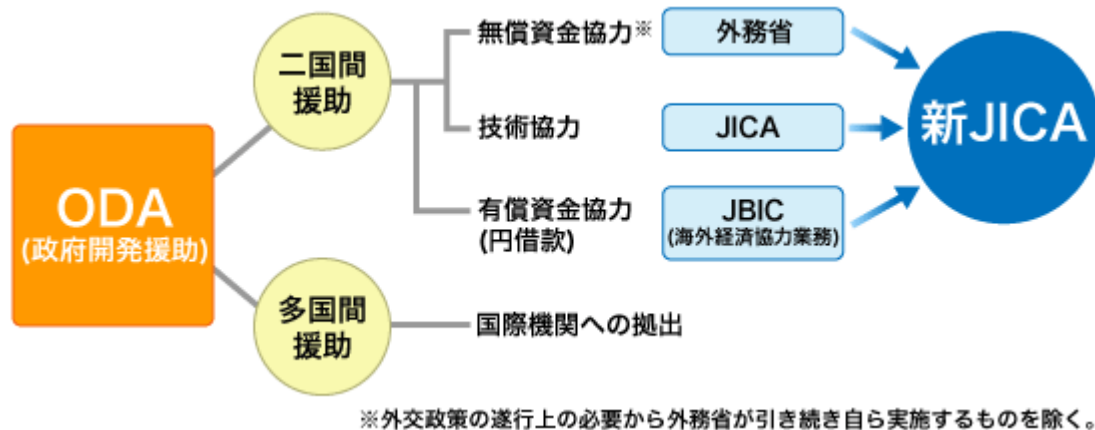 ODA
(政府開発援助)
二国間
援助
無償資金協力※
外務省
技術協力
JICA
有償資金協力
(円借款)
JBIC
(海外経済協力業務)
新JICA
多国間
援助
国際機関への拠出
※外交政策の遂行上の必要から外務省が引き続き自ら実施するものを除く。